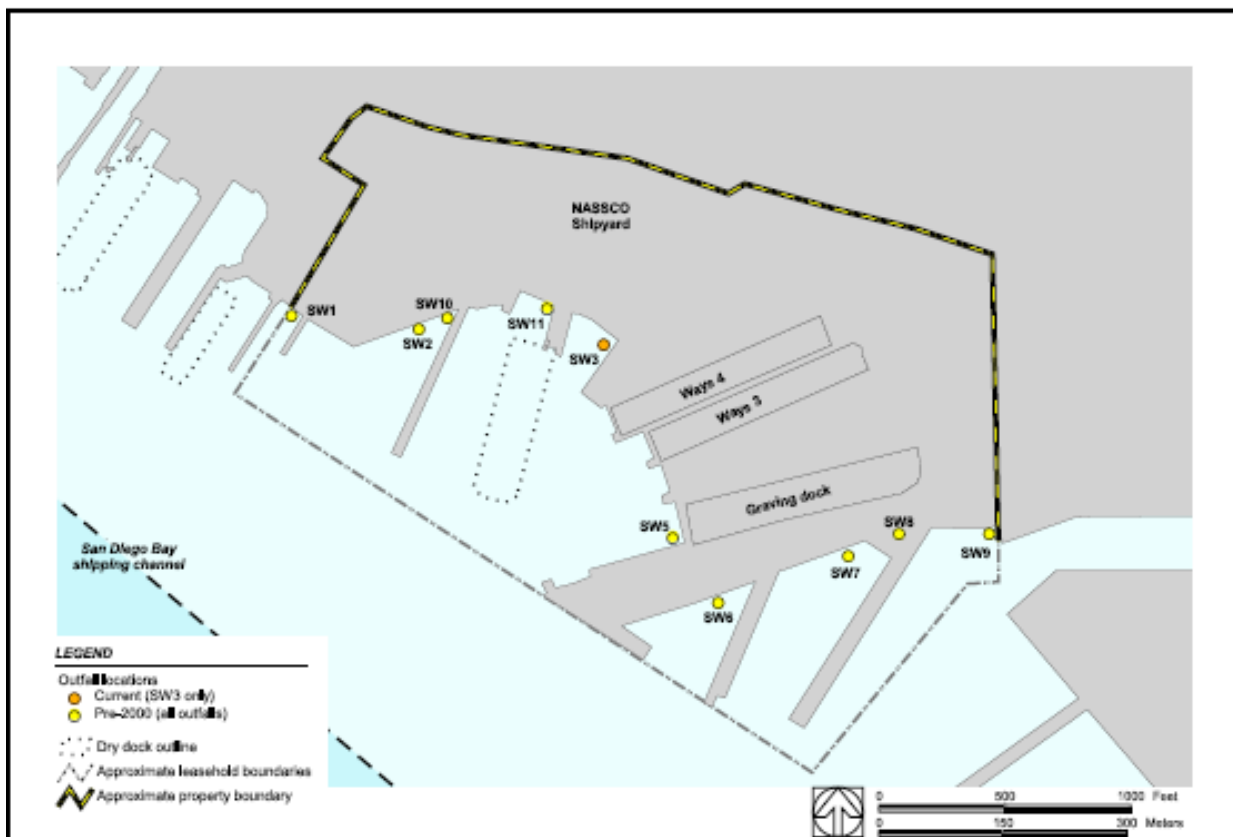 NASSCO
Shipyard
SW1
SW10
SW2
SW11
SW3
Ways 4
Ways 3
Graving dock
SW5
SW8
SW9
SW7
SW6
San Diego Bay
shipping channel
LEGEND
Outfall locations
Current (SW3 only)
Pre-2000 (all outfalls)
Dry dock outline
Approximate leasehold boundaries
Approximate property boundary
0 500 1000 Feet
0 150 300 Meters